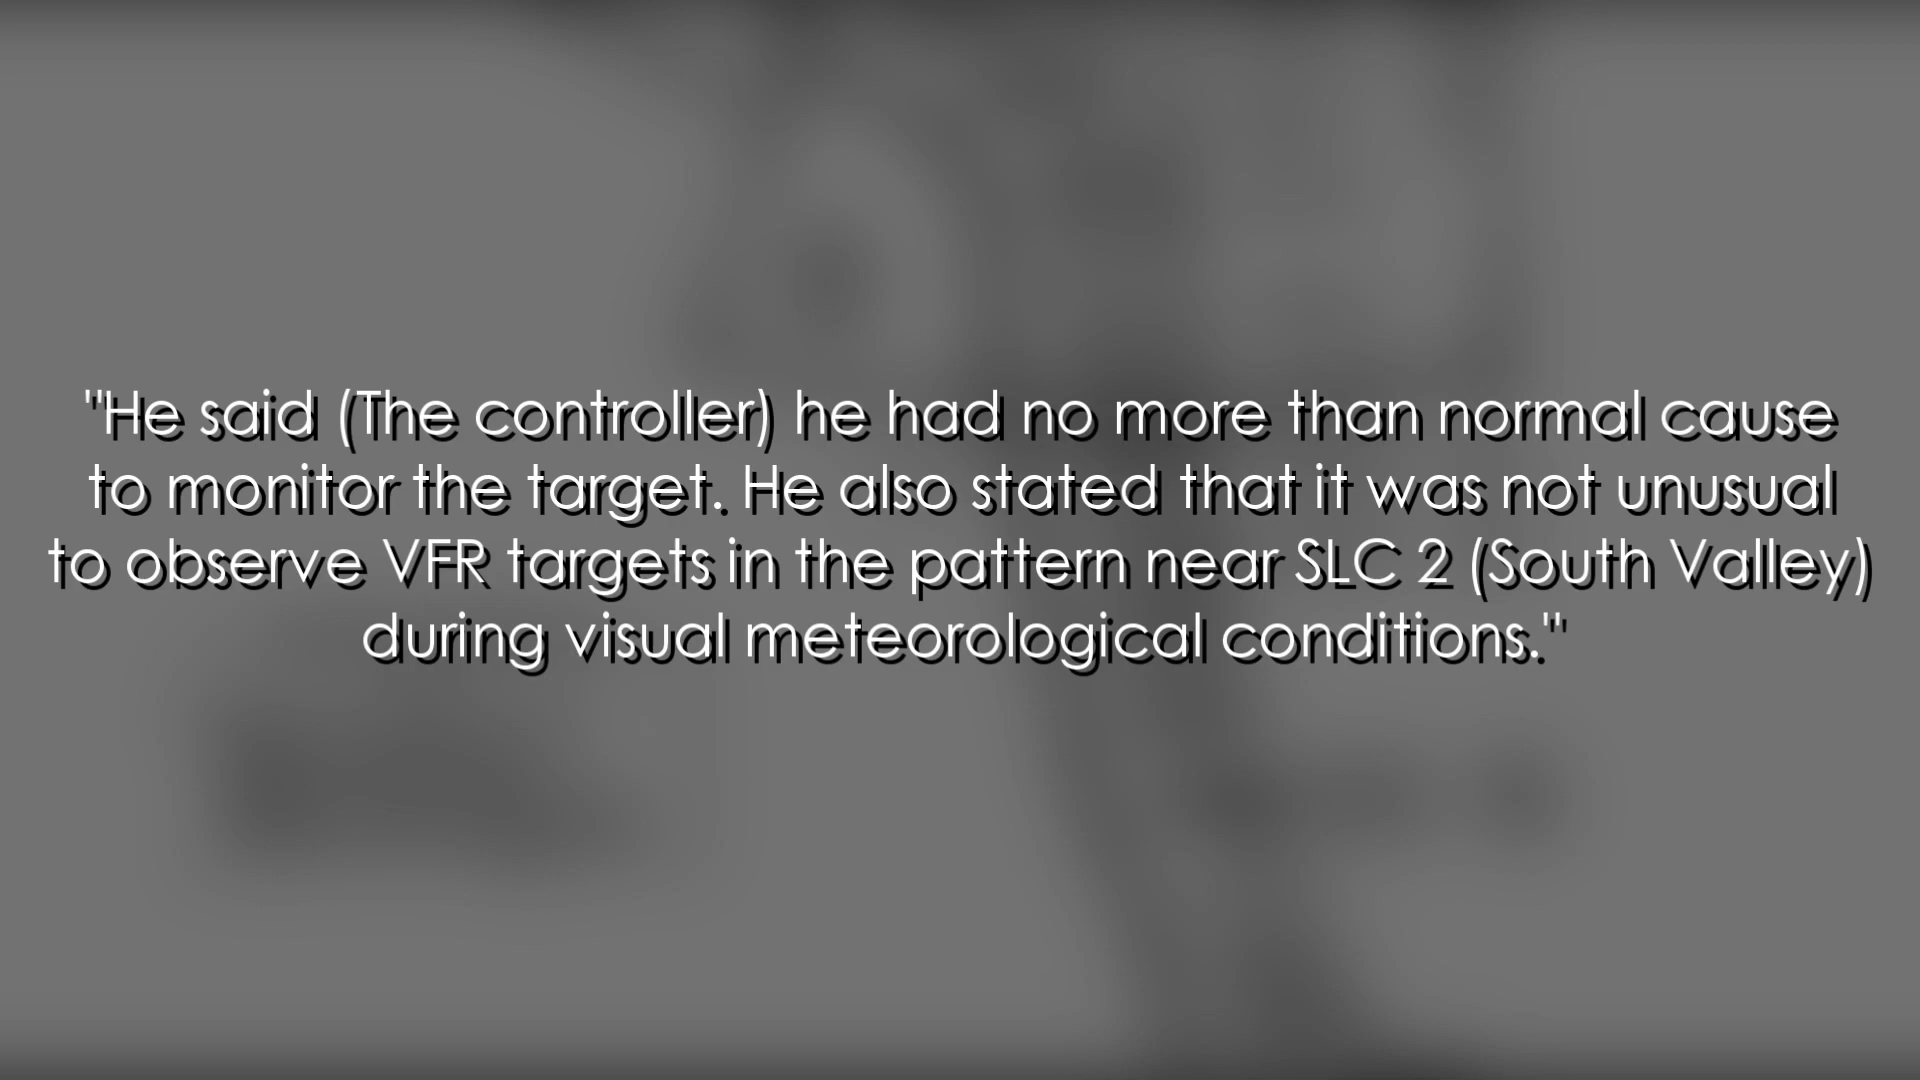 "He said (The controller) he had no more than normal cause
to monitor the target. He also stated that it was not unusual
to observe VFR targets in the pattern near SLC 2 (South Valley)
during visual meteorological conditions."